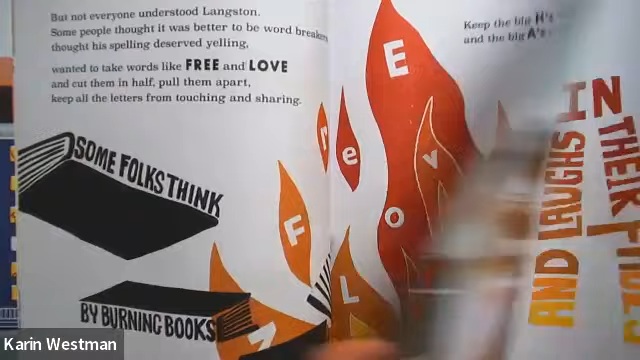 But not everyone understood Langston.
Some people thought it was better to be word breakers,
thought his spelling deserved yelling,
wanted to take words like FREE and LOVE
and cut them in half, pull them apart,
keep all the letters from touching and sharing.
SOME FOLKS THINK
BY BURNING BOOKS
F
r
e
E
L
o
v
Keep the big H's
and the big A's
AND LAUGHS IN
THEIR
Karin Westman